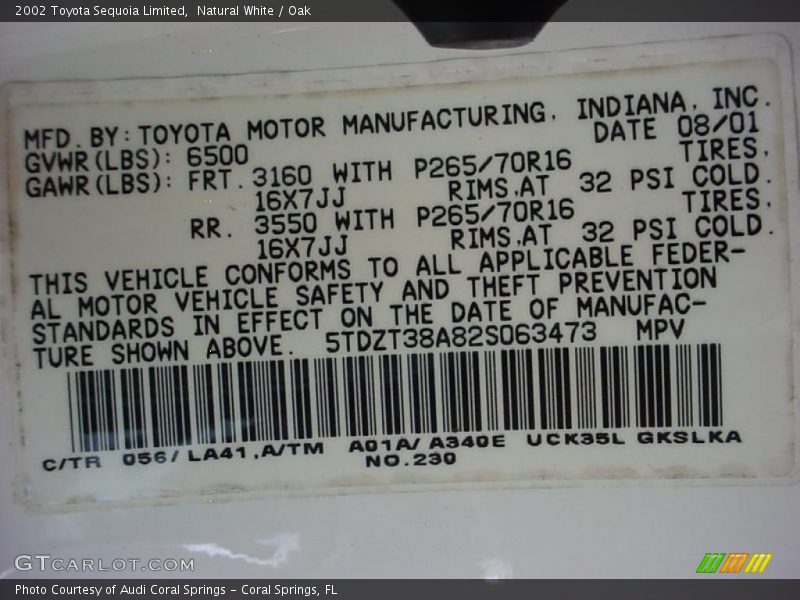 2002 Toyota Sequoia Limited,  Natural White / Oak
MFD. BY: TOYOTA MOTOR MANUFACTURING, INDIANA, INC.
GVWR(LBS): 6500 DATE 08/01
GAWR(LBS): FRT. 3160 WITH P265/70R16 TIRES,
16X7JJ RIMS,AT 32 PSI COLD.
RR. 3550 WITH P265/70R16 TIRES,
16X7JJ RIMS,AT 32 PSI COLD.
THIS VEHICLE CONFORMS TO ALL APPLICABLE FEDER-
AL MOTOR VEHICLE SAFETY AND THEFT PREVENTION
STANDARDS IN EFFECT ON THE DATE OF MANUFAC-
TURE SHOWN ABOVE. 5TDZT38A82S063473 MPV
C/TR 056/ LA41 ,A/TM A01A/ A340E UCK35L GKSLKA
NO.230
GTCARLOT.COM
Photo Courtesy of Audi Coral Springs - Coral Springs, FL